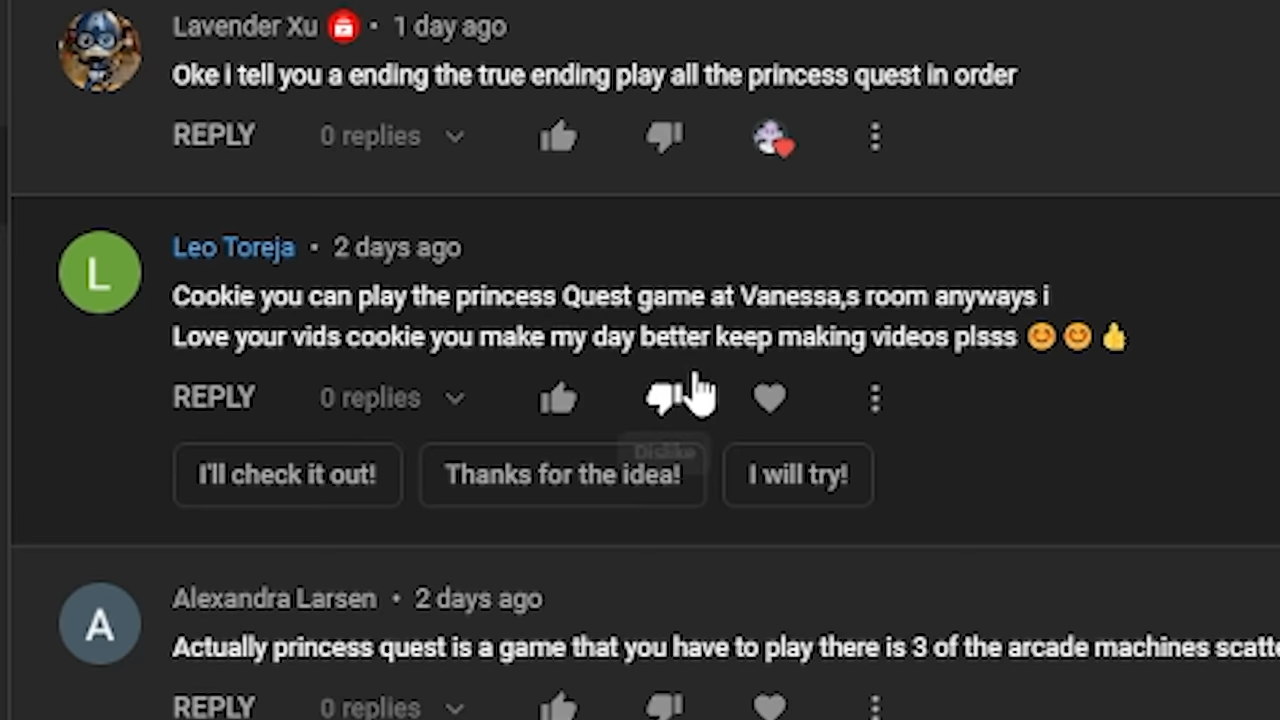 Lavender Xu • 1 day ago
Oke i tell you a ending the true ending play all the princess quest in order
REPLY 0 replies
L
Leo Toreja • 2 days ago
Cookie you can play the princess Quest game at Vanessa,s room anyways i
Love your vids cookie you make my day better keep making videos plsss 😊 😊 👍
REPLY 0 replies
Dislike
I'll check it out! Thanks for the idea! I will try!
A
Alexandra Larsen • 2 days ago
Actually princess quest is a game that you have to play there is 3 of the arcade machines
REPLY 0 replies